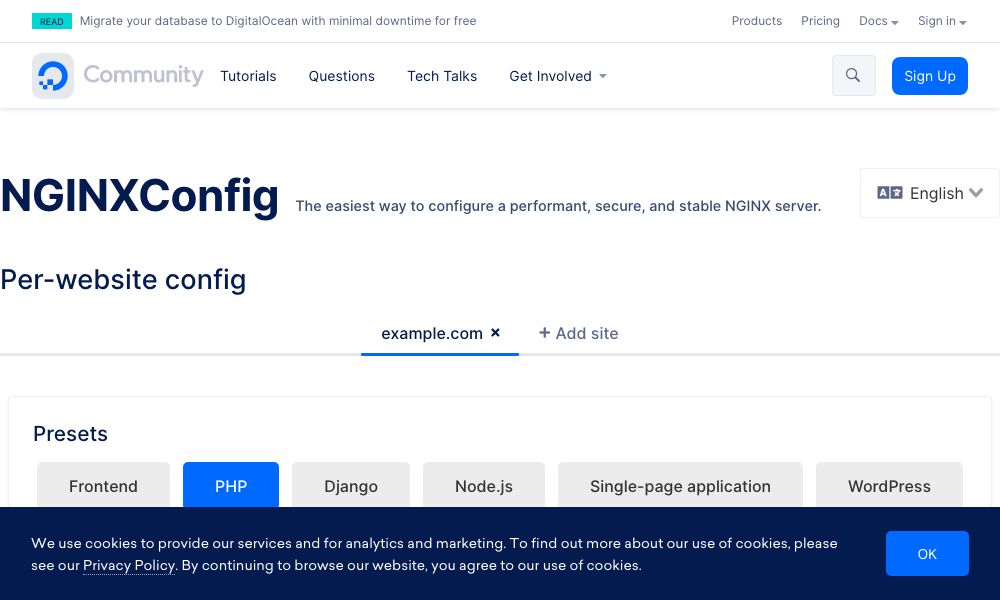 READ Migrate your database to DigitalOcean with minimal downtime for free Products Pricing Docs Sign in
Community Tutorials Questions Tech Talks Get Involved Sign Up
NGINXConfig The easiest way to configure a performant, secure, and stable NGINX server. English
Per-website config
example.com × + Add site
Presets
Frontend PHP Django Node.js Single-page application WordPress
We use cookies to provide our services and for analytics and marketing. To find out more about our use of cookies, please
see our Privacy Policy. By continuing to browse our website, you agree to our use of cookies.
OK